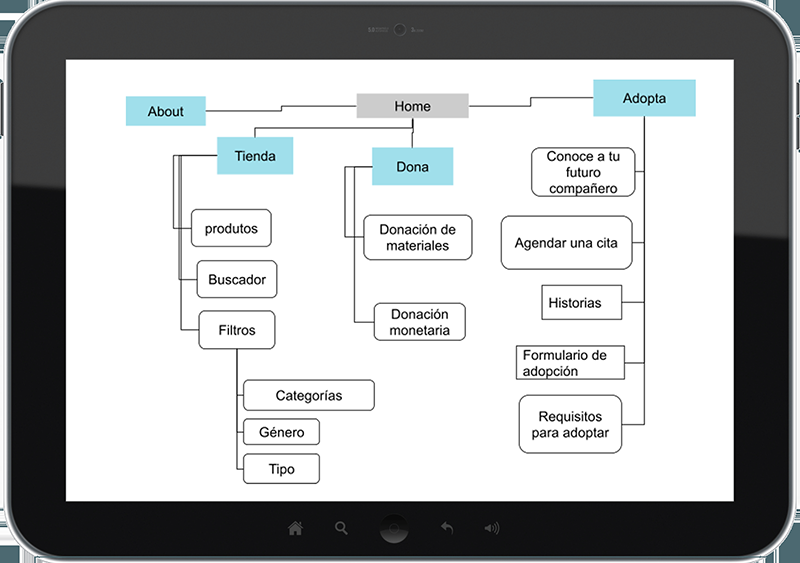 About
Home
Adopta
Tienda
Dona
Conoce a tu
futuro
compañero
produtos
Donación de
materiales
Agendar una cita
Buscador
Historias
Filtros
Donación
monetaria
Formulario de
adopción
Categorías
Requisitos
para adoptar
Género
Tipo